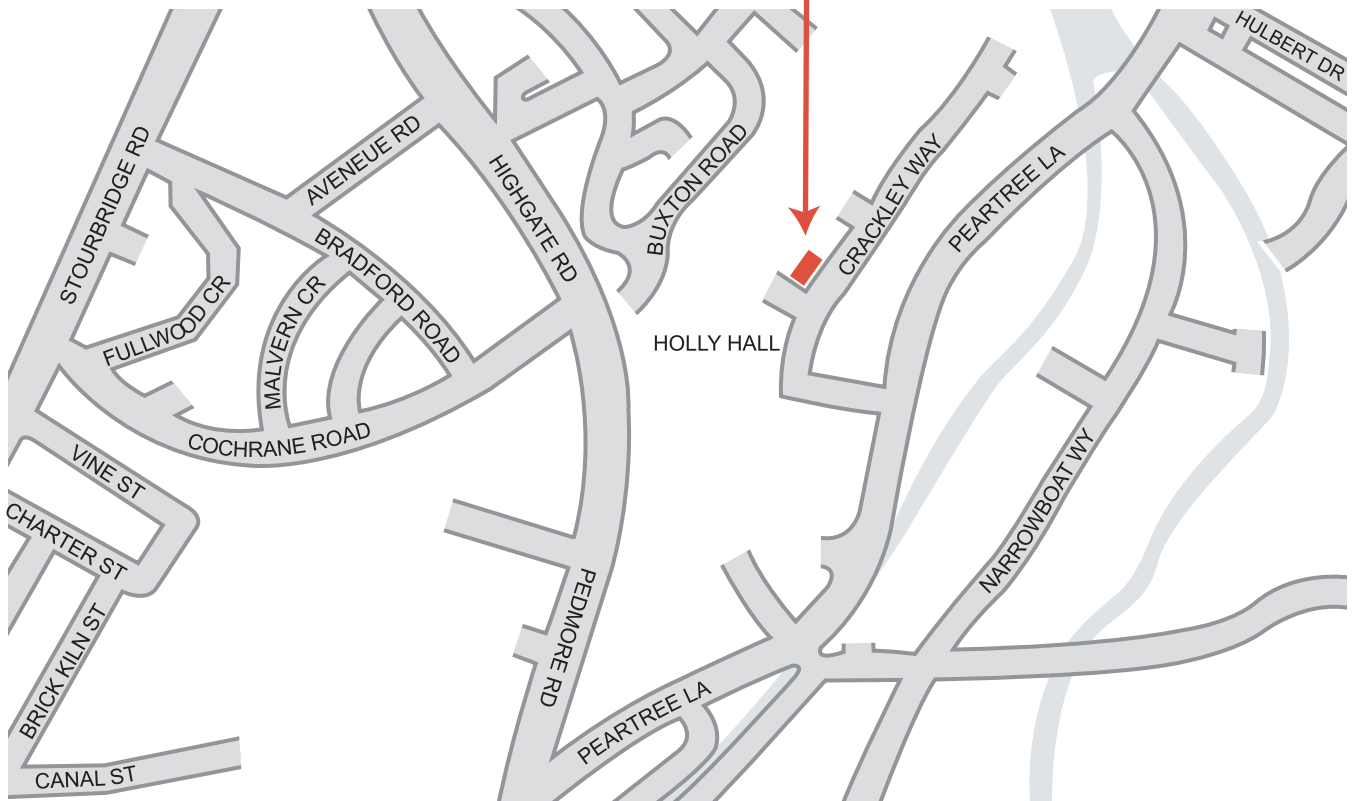 HULBERT DR
STOURBRIDGE RD
AVENEUE RD
HIGHGATE RD
BUXTON ROAD
CRACKLEY WAY
PEARTREE LA
BRADFORD ROAD
FULLWOOD CR
MALVERN CR
HOLLY HALL
COCHRANE ROAD
VINE ST
CHARTER ST
NARROWBOAT WY
BRICK KILN ST
PEDMORE RD
PEARTREE LA
CANAL ST